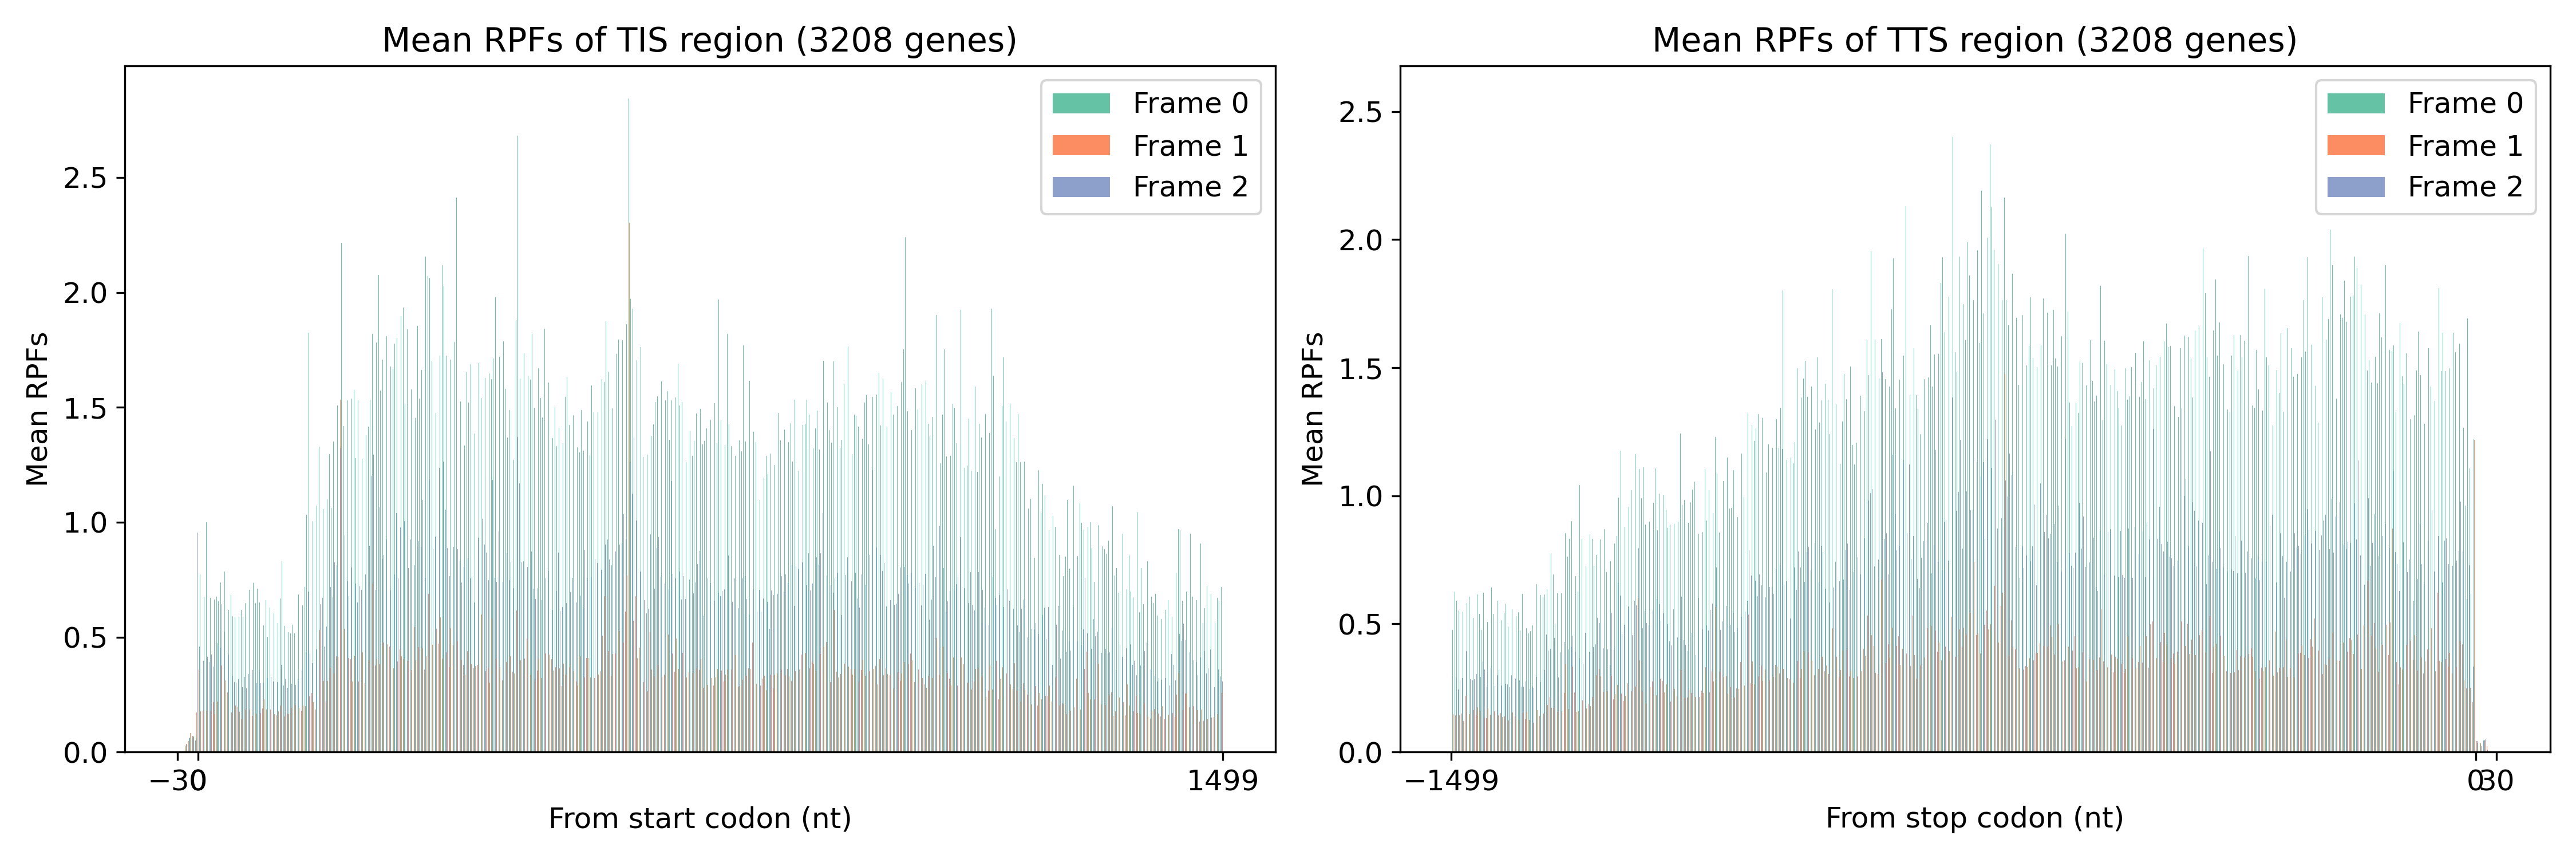 Mean RPFs of TIS region (3208 genes)
Frame 0
Frame 1
Frame 2
Mean RPFs
2.5
2.0
1.5
1.0
0.5
0.0
−30
0
1499
From start codon (nt)
Mean RPFs of TTS region (3208 genes)
Frame 0
Frame 1
Frame 2
Mean RPFs
2.5
2.0
1.5
1.0
0.5
0.0
−1499
0
30
From stop codon (nt)